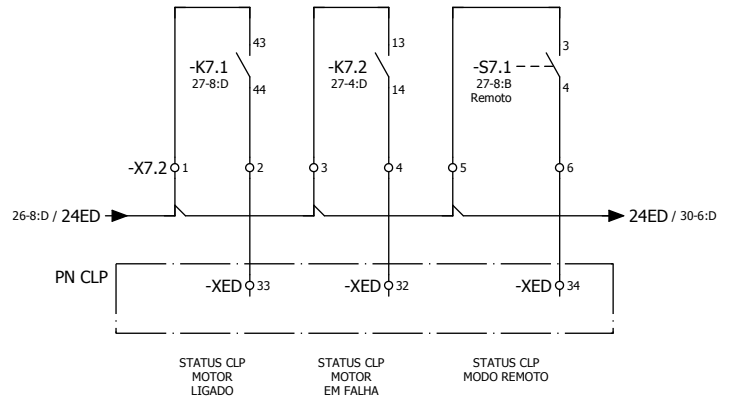 43
13
3
-K7.1
-K7.2
-S7.1
27-8:D
27-4:D
27-8:B
Remoto
44
14
4
-X7.2
1
2
3
4
5
6
26-8:D / 24ED
24ED / 30-6:D
PN CLP
-XED 33
-XED 32
-XED 34
STATUS CLP
MOTOR
LIGADO
STATUS CLP
MOTOR
EM FALHA
STATUS CLP
MODO REMOTO